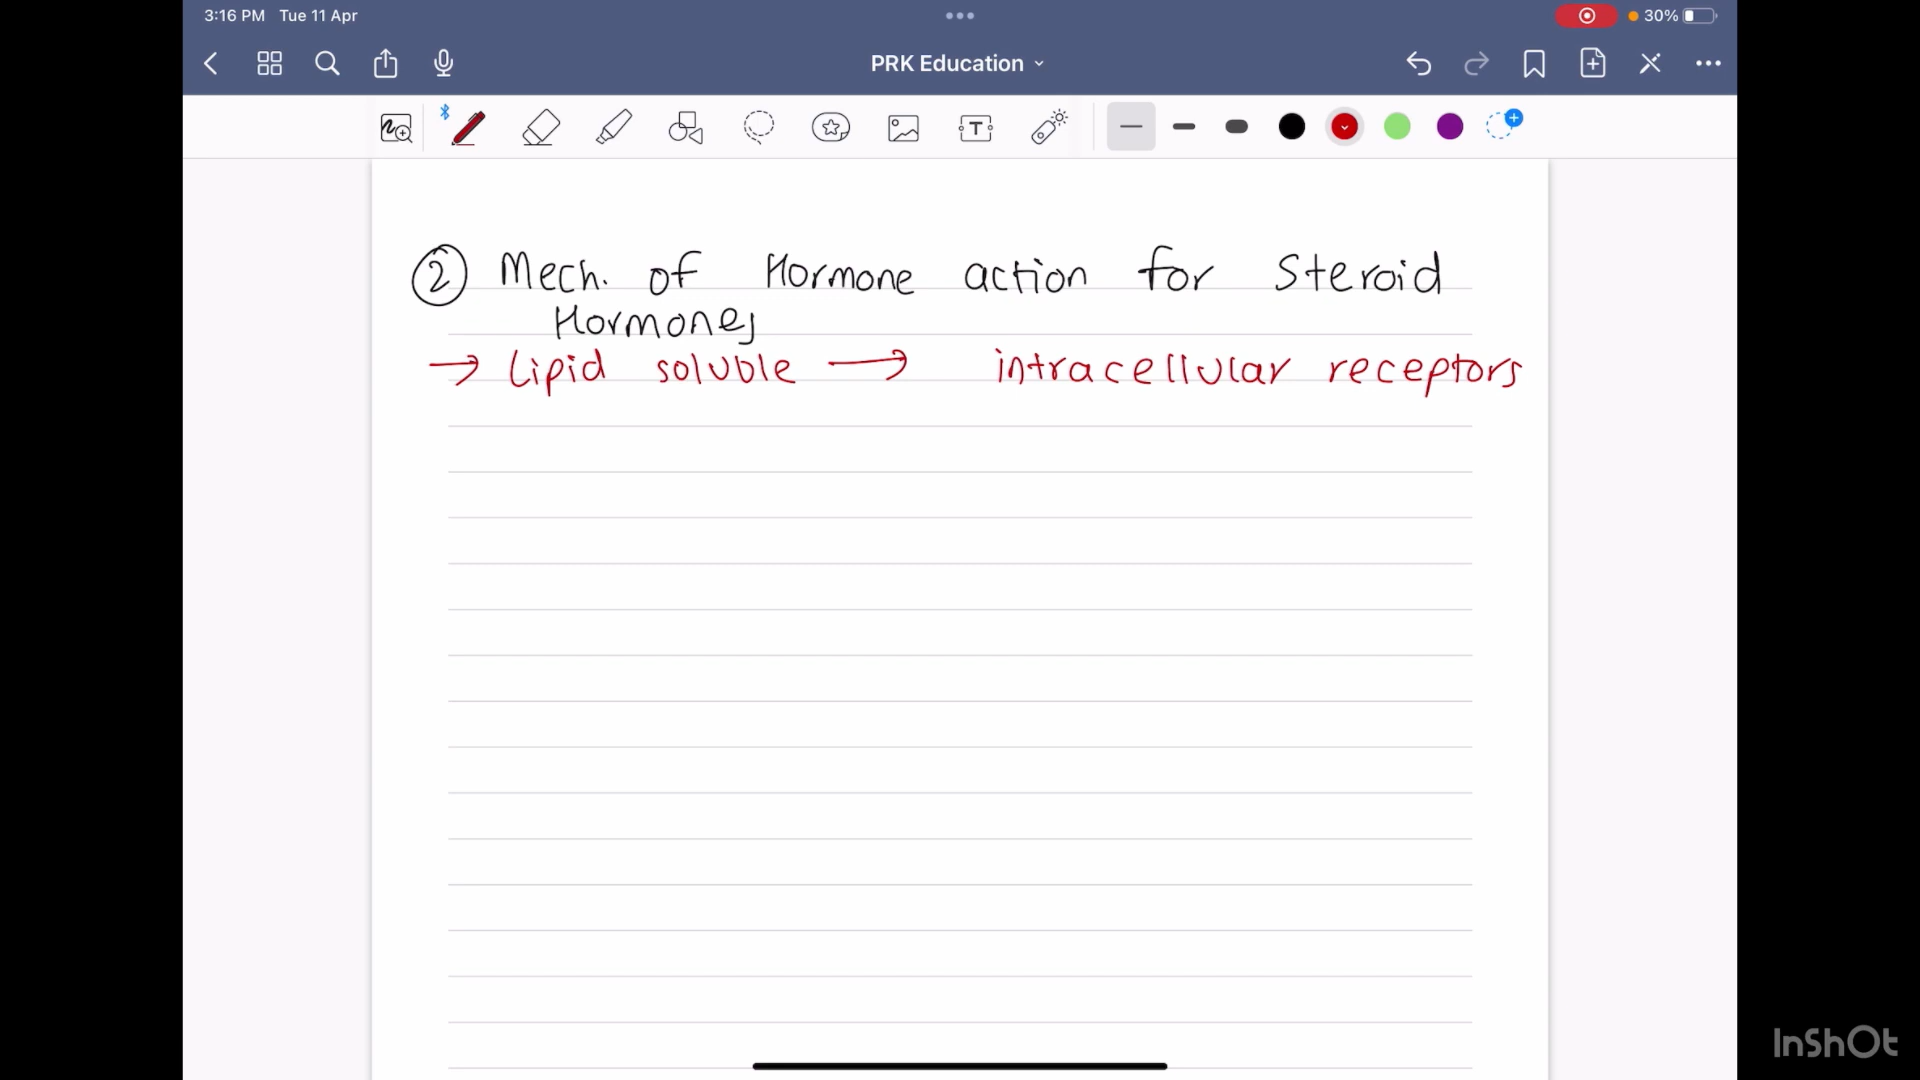 3:16 PM Tue 11 Apr
30%
PRK Education
T
② Mech. of Hormone action for Steroid
Hormones
→ Lipid soluble → intracellular receptors
InShOt